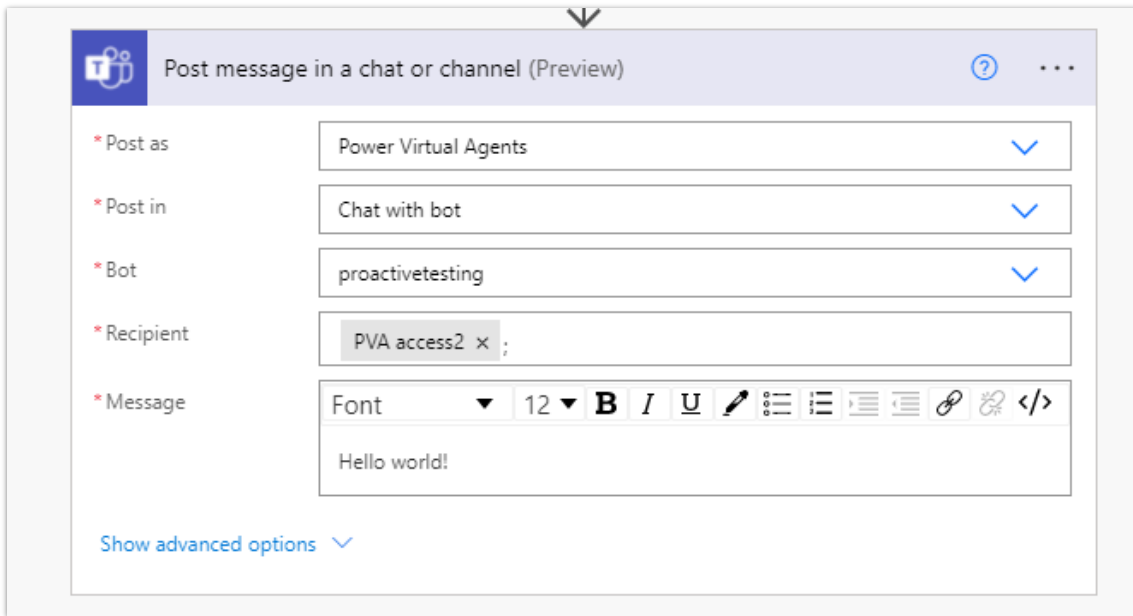 Post message in a chat or channel (Preview)
* Post as
Power Virtual Agents
* Post in
Chat with bot
* Bot
proactivetesting
* Recipient
PVA access2 × ;
* Message
Font 12 B I U </>
Hello world!
Show advanced options